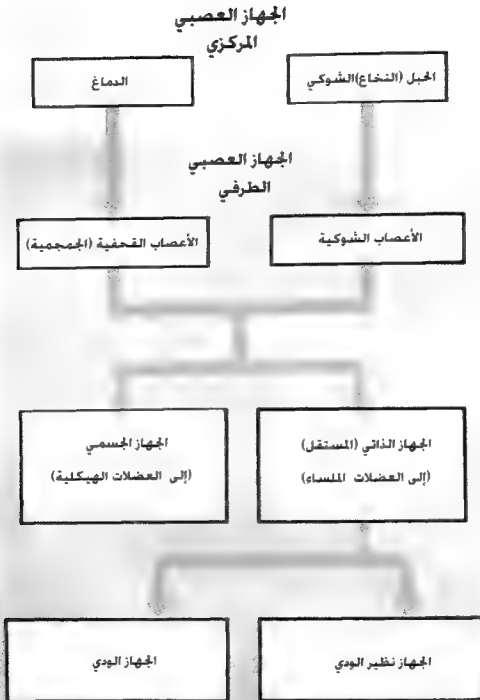 الجهاز العصبي
المركزي
الحبل (النخاع) الشوكي
الدماغ
الجهاز العصبي
الطرفي
الأعصاب الشوكية
الأعصاب القحفية (الجمجمية)
الجهاز الذاتي (المستقل)
(إلى العضلات الملساء)
الجهاز الجسمي
(إلى العضلات الهيكلية)
الجهاز نظير الودي
الجهاز الودي